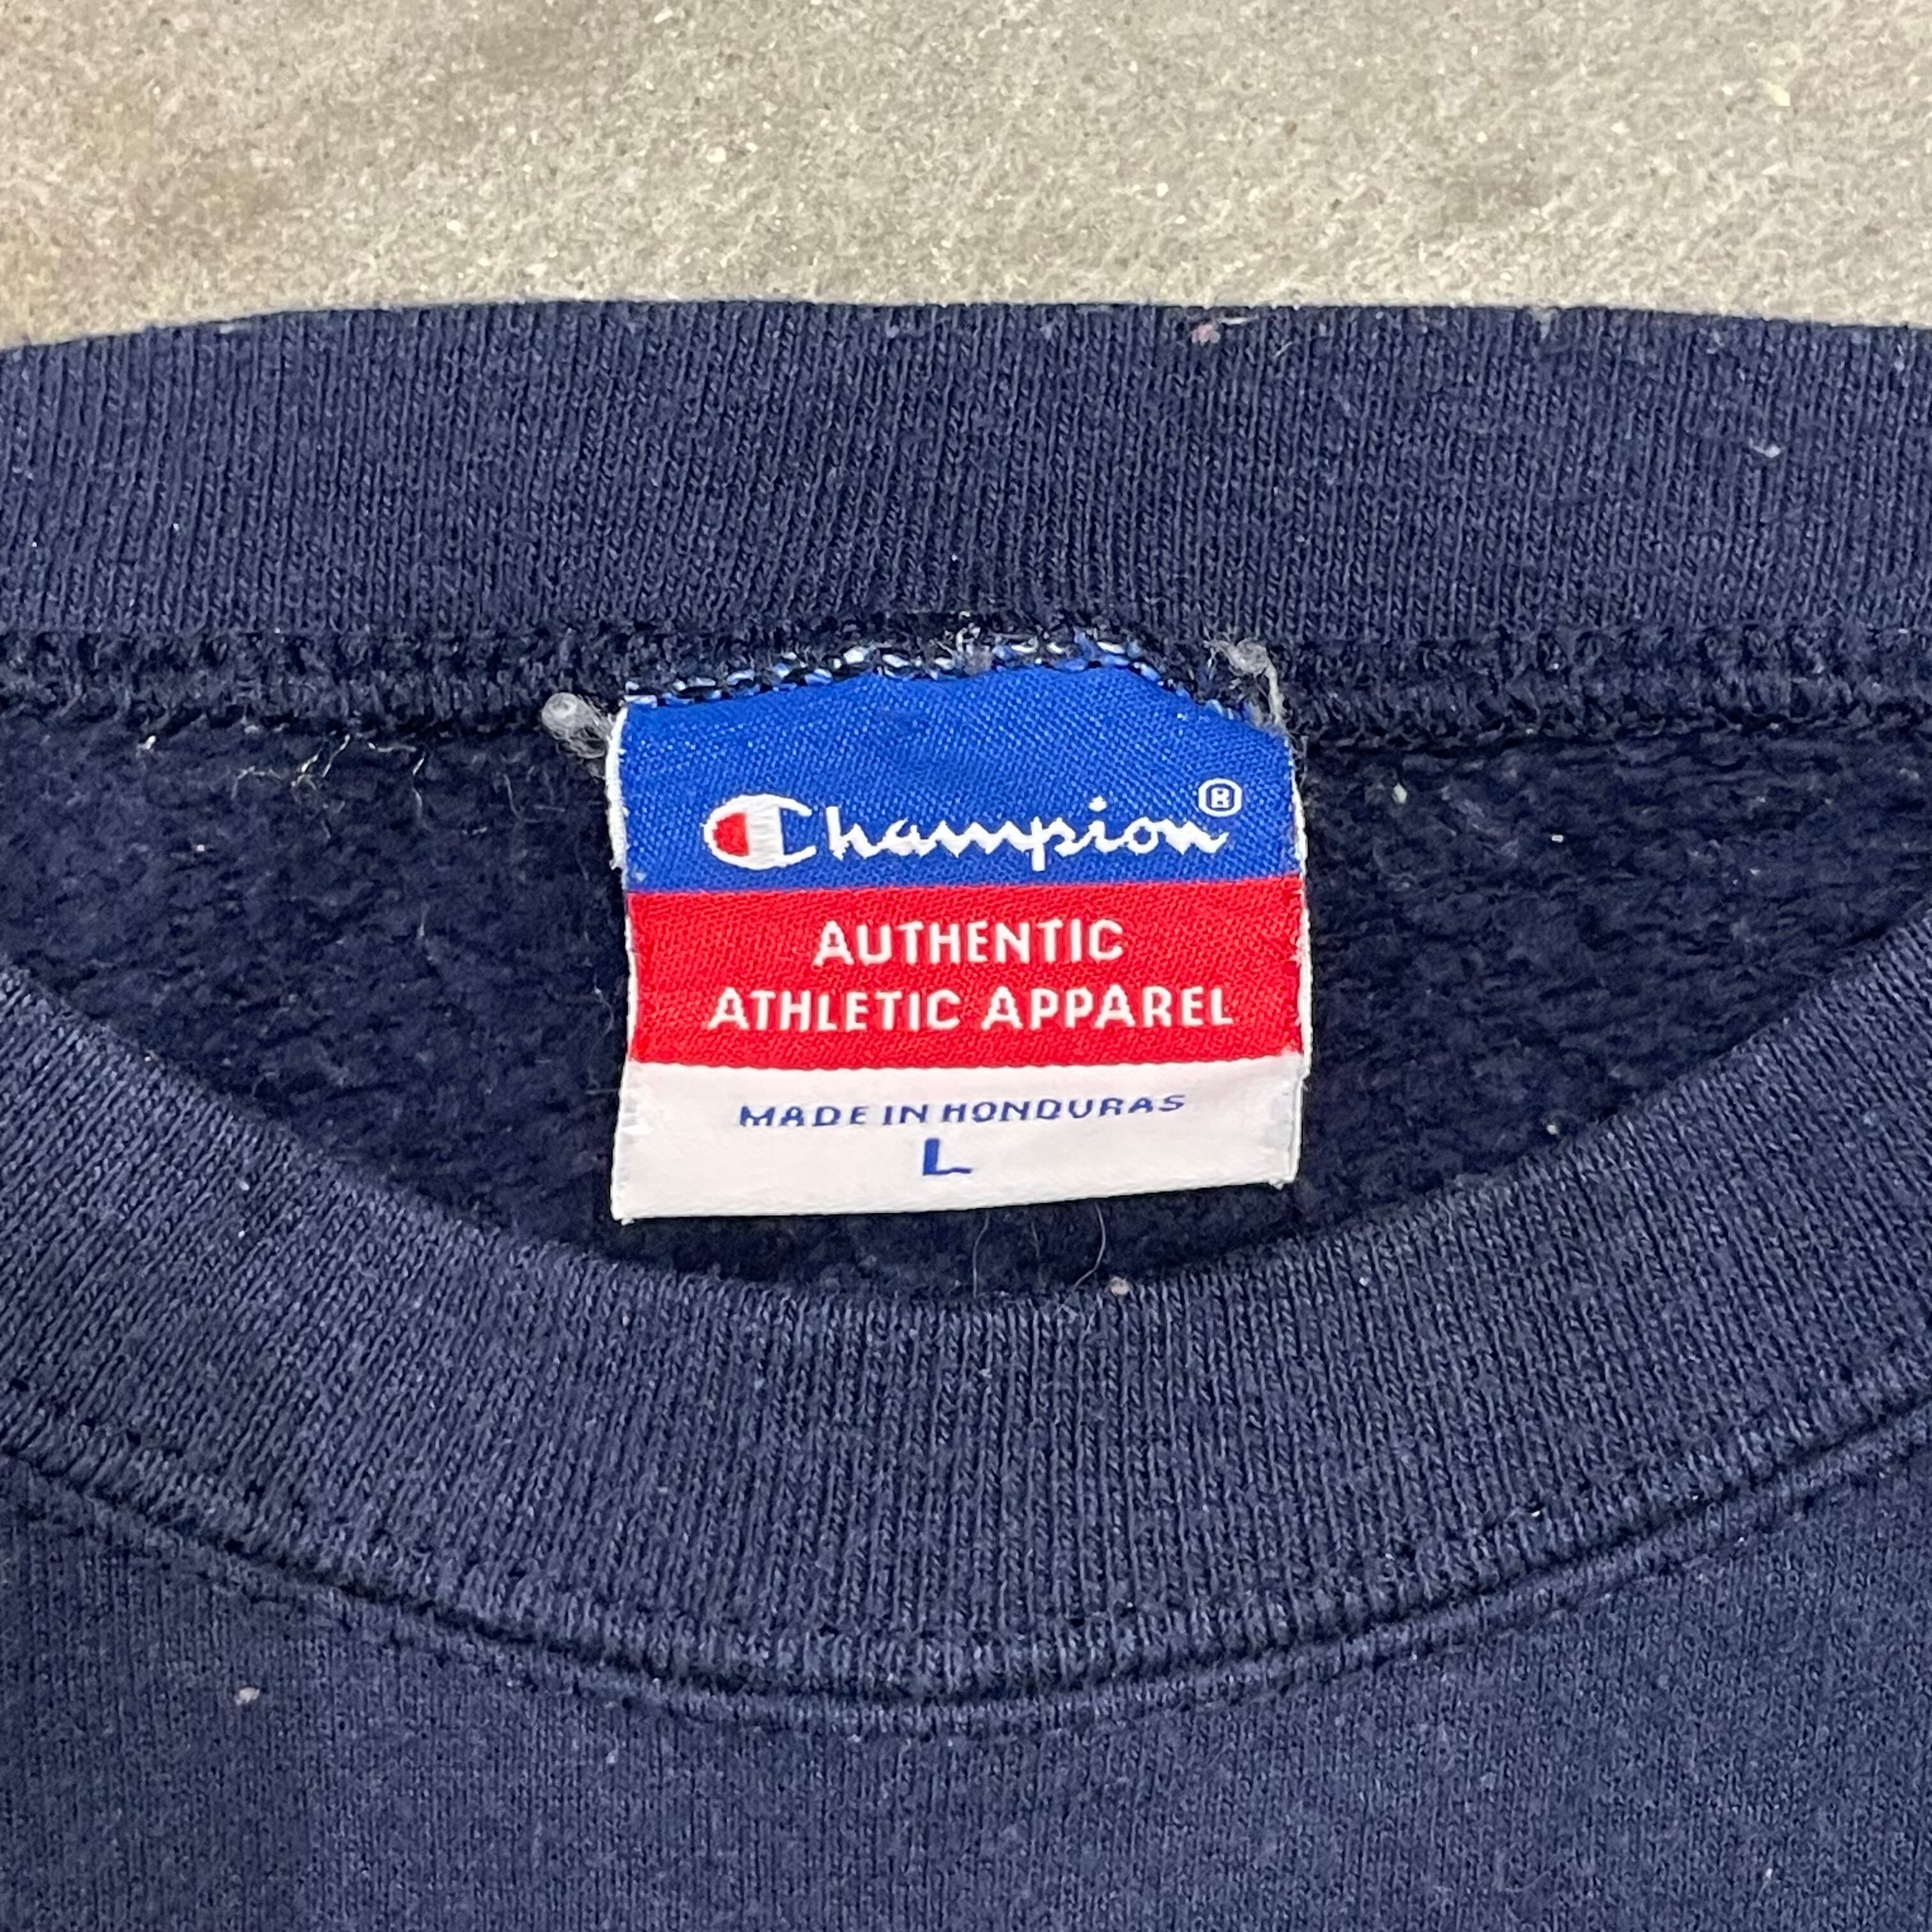 Champion®
AUTHENTIC
ATHLETIC APPAREL
MADE IN HONDURAS
L